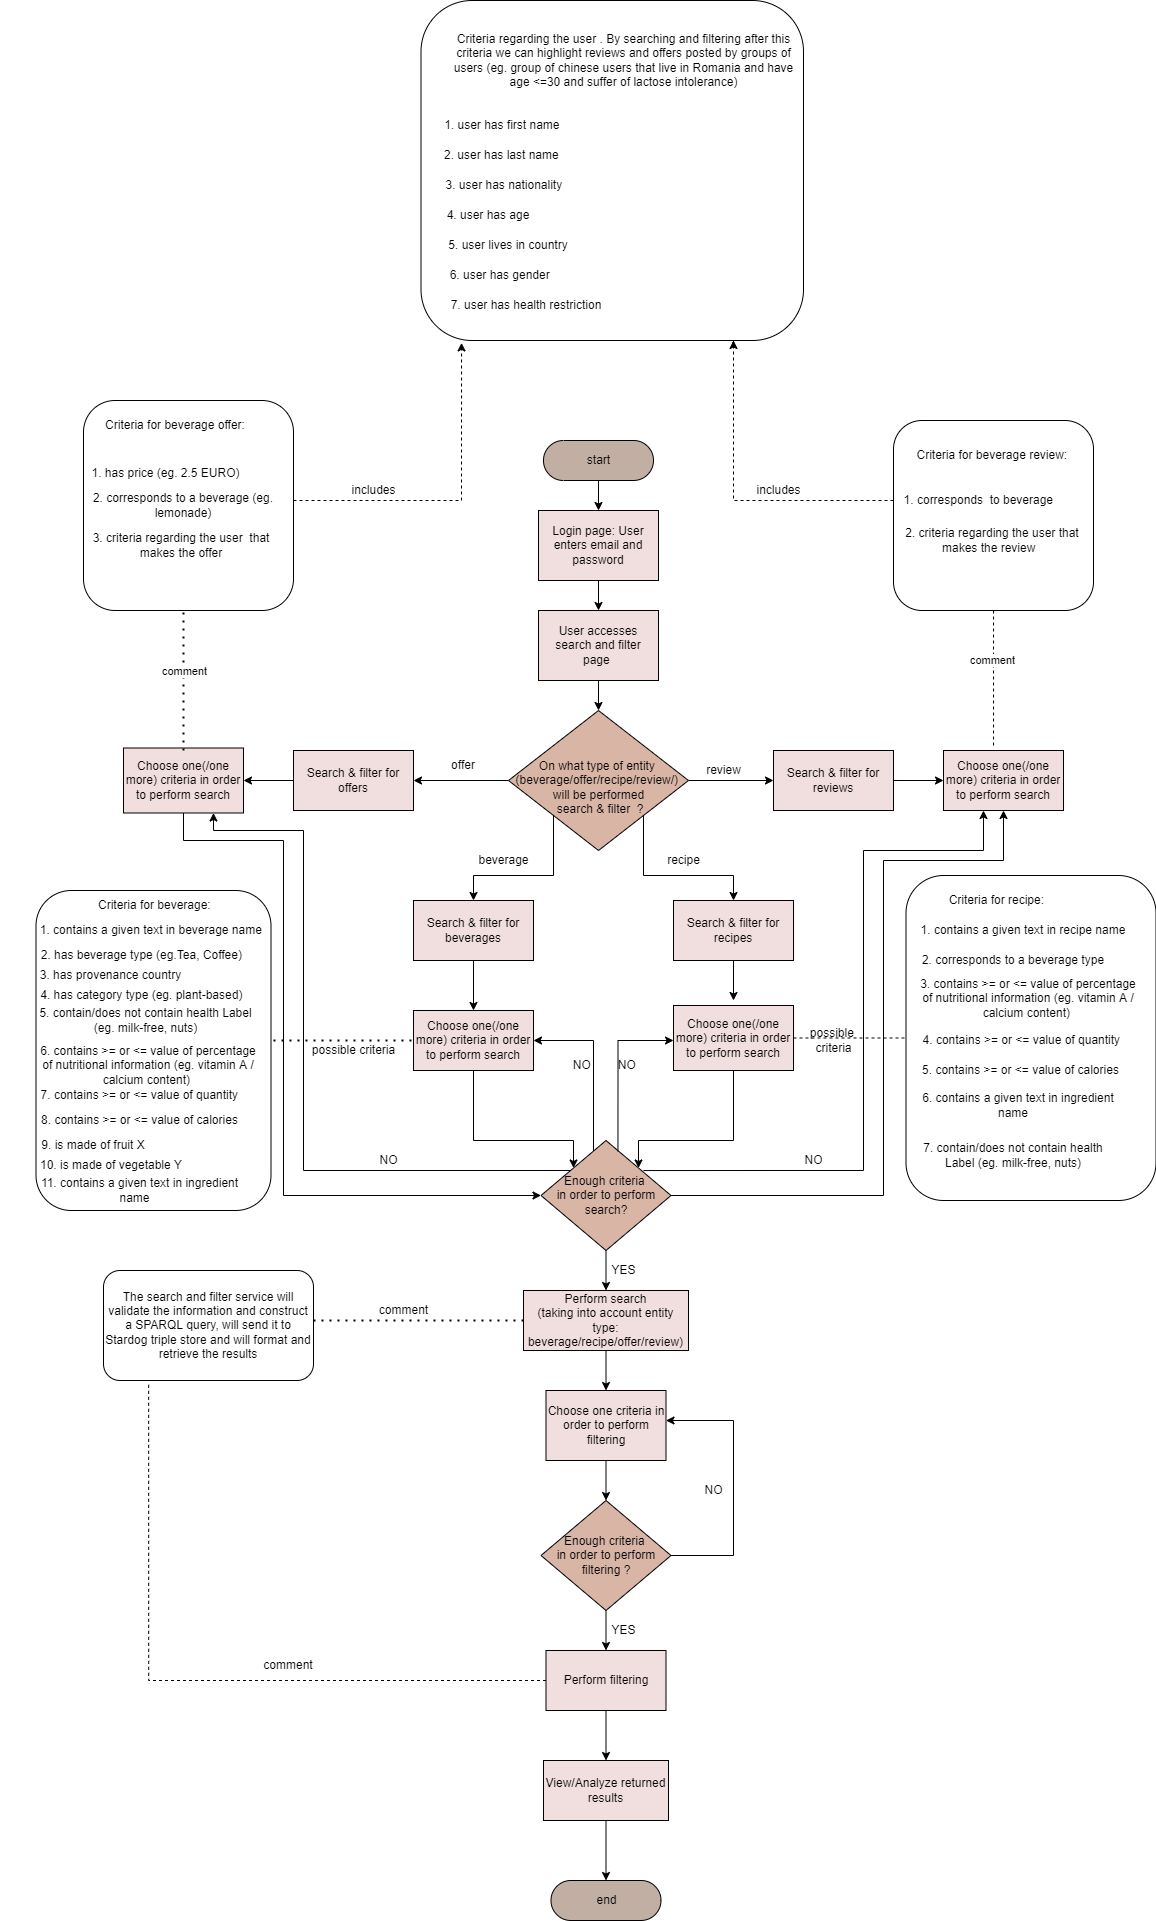 Criteria regarding the user . By searching and filtering after this
criteria we can highlight reviews and offers posted by groups of
users (eg. group of chinese users that live in Romania and have
age <=30 and suffer of lactose intolerance)
1. user has first name
2. user has last name
3. user has nationality
4. user has age
5. user lives in country
6. user has gender
7. user has health restriction
Criteria for beverage offer:
1. has price (eg. 2.5 EURO)
2. corresponds to a beverage (eg.
lemonade)
3. criteria regarding the user  that
makes the offer
includes
start
Login page: User
enters email and
password
User accesses
search and filter
page
includes
Criteria for beverage review:
1. corresponds  to beverage
2. criteria regarding the user that
makes the review
comment
comment
Choose one(/one
more) criteria in order
to perform search
Search & filter for
offers
offer
On what type of entity
(beverage/offer/recipe/review/)
will be performed
search & filter  ?
review
Search & filter for
reviews
Choose one(/one
more) criteria in order
to perform search
beverage
recipe
Search & filter for
beverages
Search & filter for
recipes
Criteria for beverage:
1. contains a given text in beverage name
2. has beverage type (eg.Tea, Coffee)
3. has provenance country
4. has category type (eg. plant-based)
5. contain/does not contain health Label
(eg. milk-free, nuts)
6. contains >= or <= value of percentage
of nutritional information (eg. vitamin A /
calcium content)
7. contains >= or <= value of quantity
8. contains >= or <= value of calories
9. is made of fruit X
10. is made of vegetable Y
11. contains a given text in ingredient
name
possible criteria
Choose one(/one
more) criteria in order
to perform search
NO
NO
Choose one(/one
more) criteria in order
to perform search
possible
criteria
Criteria for recipe:
1. contains a given text in recipe name
2. corresponds to a beverage type
3. contains >= or <= value of percentage
of nutritional information (eg. vitamin A /
calcium content)
4. contains >= or <= value of quantity
5. contains >= or <= value of calories
6. contains a given text in ingredient
name
7. contain/does not contain health
Label (eg. milk-free, nuts)
NO
NO
Enough criteria
in order to perform
search?
YES
The search and filter service will
validate the information and construct
a SPARQL query, will send it to
Stardog triple store and will format and
retrieve the results
comment
Perform search
(taking into account entity
type:
beverage/recipe/offer/review)
Choose one criteria in
order to perform
filtering
NO
Enough criteria
in order to perform
filtering ?
YES
comment
Perform filtering
View/Analyze returned
results
end